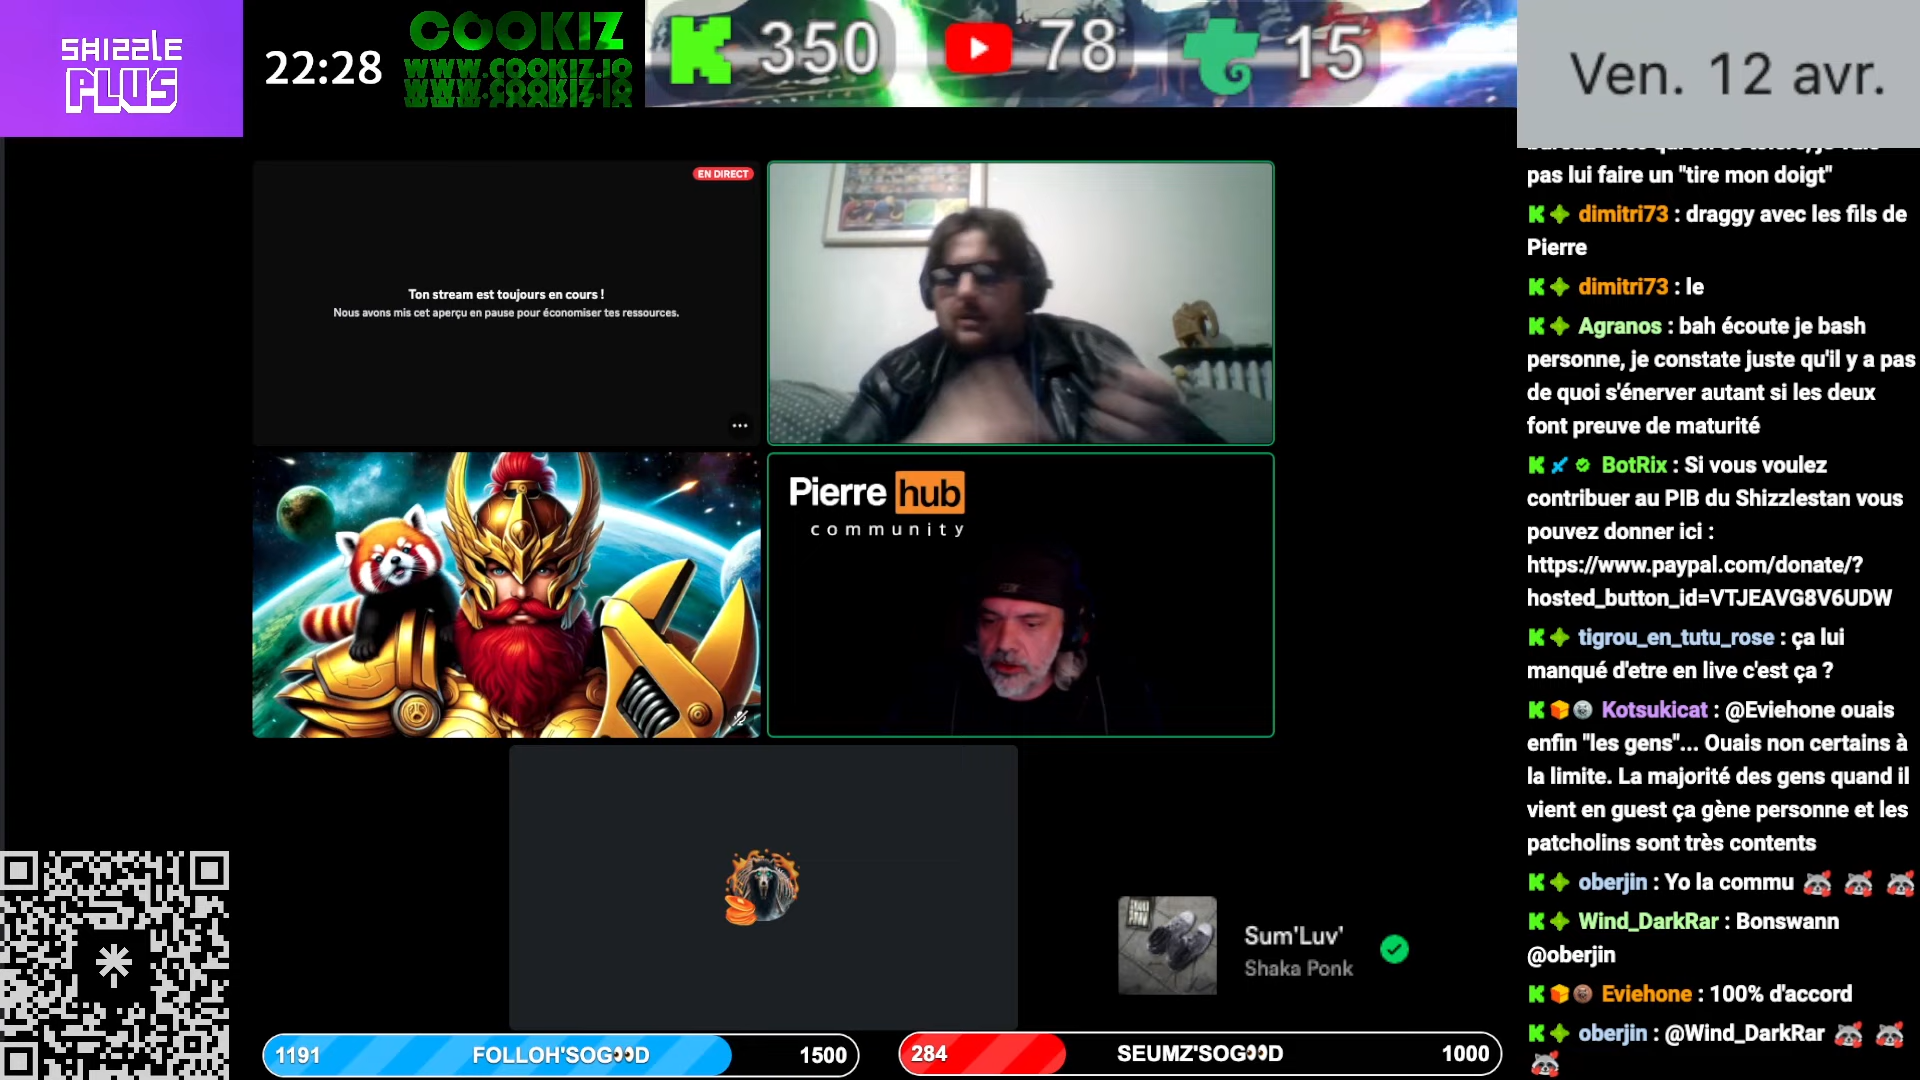 SHIZZLE
PLUS
22:28
COOKIZ
WWW.COOKIZ.IO
WWW.COOKIZ.IO
350
78
15
Ven. 12 avr.
EN DIRECT
Ton stream est toujours en cours !
Nous avons mis cet aperçu en pause pour économiser tes ressources.
Pierre hub
community
Sum'Luv'
Shaka Ponk
1191 FOLLOH'SOG👀D 1500
284 SEUMZ'SOG👀D 1000
pas lui faire un "tire mon doigt"
dimitri73 : draggy avec les fils de
Pierre
dimitri73 : le
Agranos : bah écoute je bash
personne, je constate juste qu'il y a pas
de quoi s'énerver autant si les deux
font preuve de maturité
BotRix : Si vous voulez
contribuer au PIB du Shizzlestan vous
pouvez donner ici :
https://www.paypal.com/donate/?
hosted_button_id=VTJEAVG8V6UDW
tigrou_en_tutu_rose : ça lui
manqué d'etre en live c'est ça ?
Kotsukicat : @Eviehone ouais
enfin "les gens"... Ouais non certains à
la limite. La majorité des gens quand il
vient en guest ça gène personne et les
patcholins sont très contents
oberjin : Yo la commu
Wind_DarkRar : Bonswann
@oberjin
Eviehone : 100% d'accord
oberjin : @Wind_DarkRar